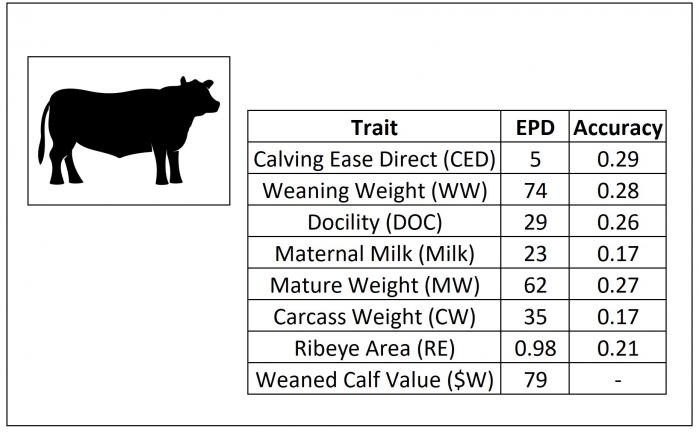 Trait EPD Accuracy
Calving Ease Direct (CED) 5 0.29
Weaning Weight (WW) 74 0.28
Docility (DOC) 29 0.26
Maternal Milk (Milk) 23 0.17
Mature Weight (MW) 62 0.27
Carcass Weight (CW) 35 0.17
Ribeye Area (RE) 0.98 0.21
Weaned Calf Value ($W) 79 -